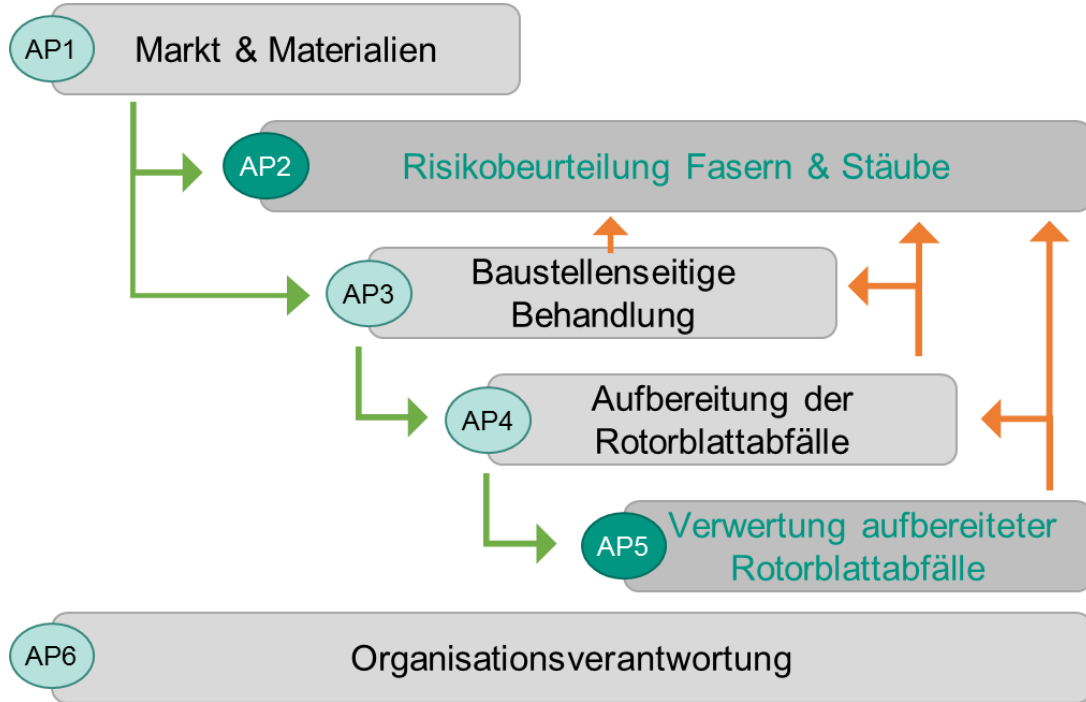 AP1
Markt & Materialien
AP2
Risikobeurteilung Fasern & Stäube
AP3
Baustellenseitige
Behandlung
AP4
Aufbereitung der
Rotorblattabfälle
AP5
Verwertung aufbereiteter
Rotorblattabfälle
AP6
Organisationsverantwortung